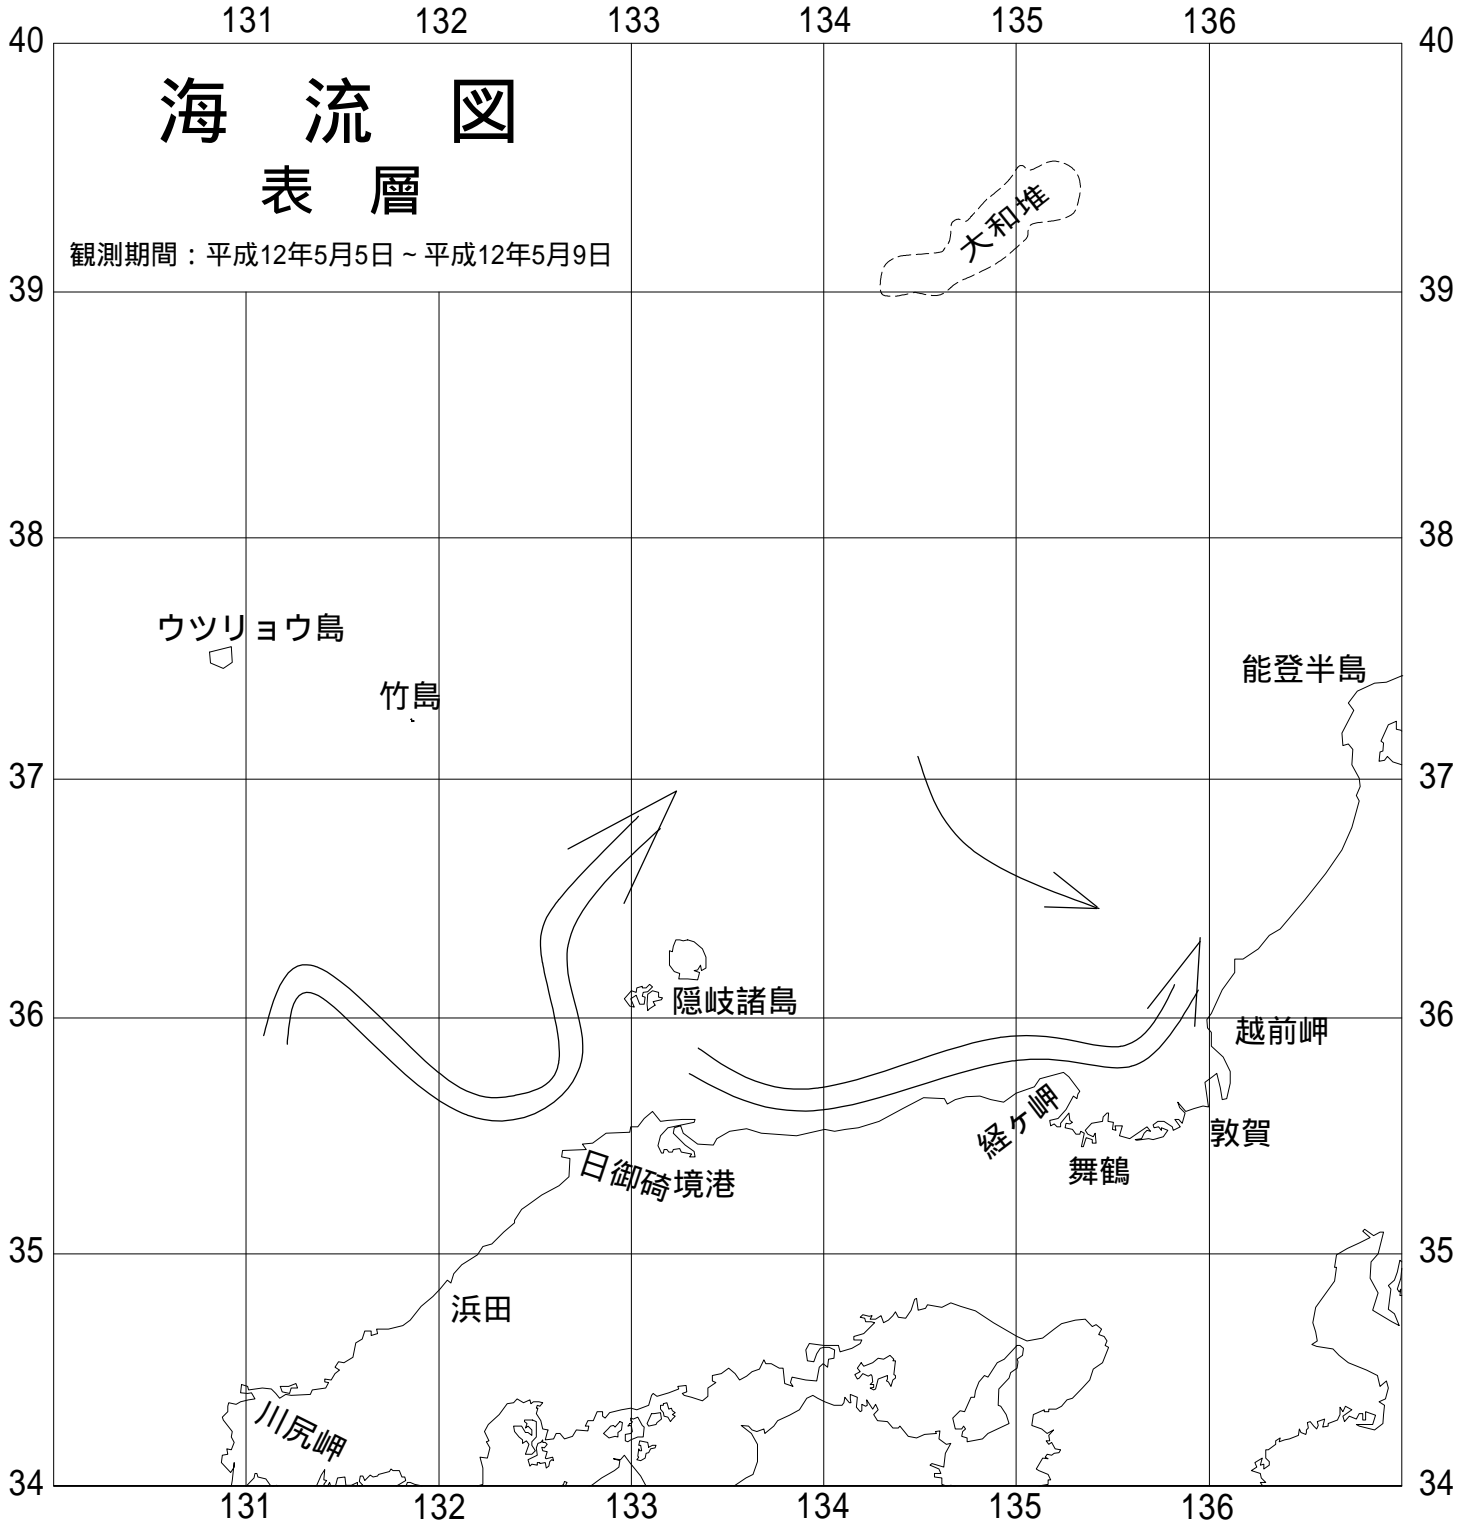 131 132 133 134 135 136
40 40
海 流 図
表 層
観測期間：平成12年5月5日～平成12年5月9日
大和堆
39 39
38 38
ウツリョウ島
竹島
能登半島
37 37
隠岐諸島
36 36
越前岬
経ヶ岬
敦賀
舞鶴
日御碕
境港
35 35
浜田
川尻岬
34 34
131 132 133 134 135 136